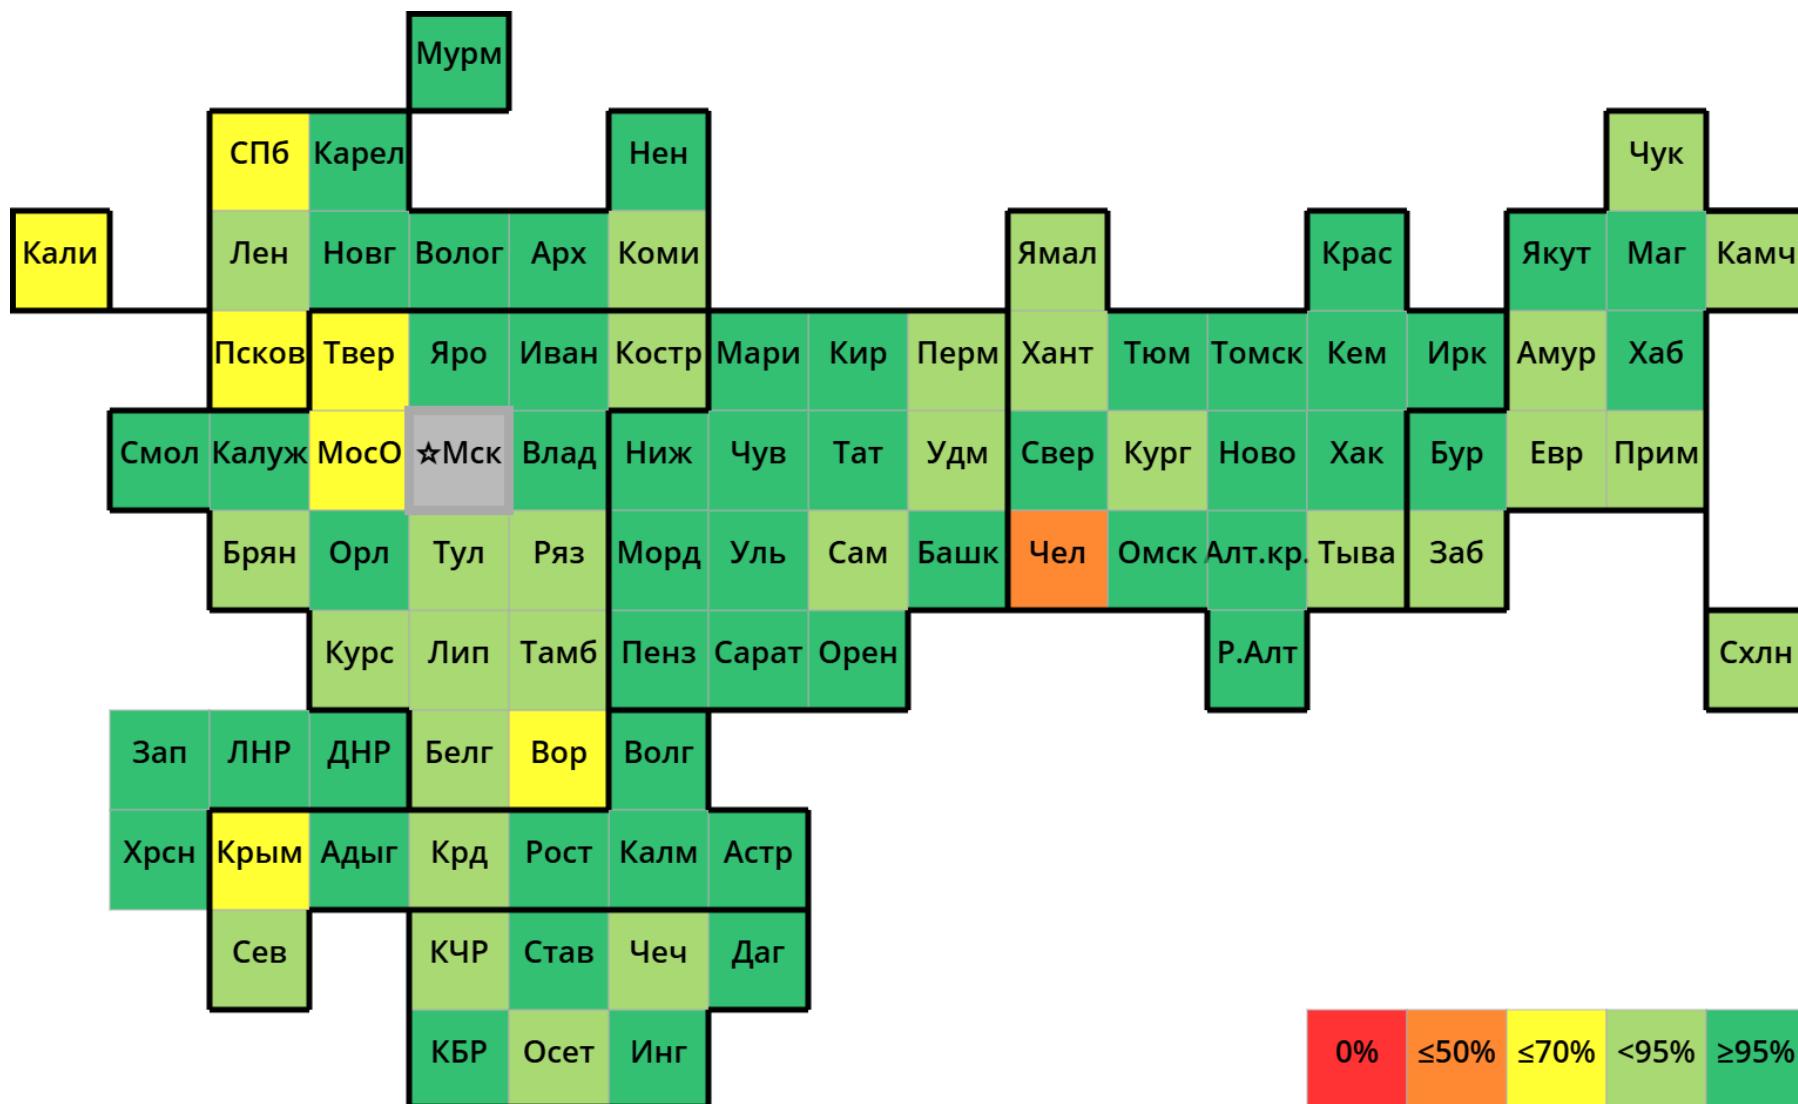 Мурм
СПб Карел Нен Чук
Кали Лен Новг Волог Арх Коми Ямал Крас Якут Маг Камч
Псков Твер Яро Иван Костр Мари Кир Перм Хант Тюм Томск Кем Ирк Амур Хаб
Смол Калуж МосО ☆Мск Влад Ниж Чув Тат Удм Свер Кург Ново Хак Бур Евр Прим
Брян Орл Тул Ряз Морд Уль Сам Башк Чел Омск Алт.кр. Тыва Заб
Курс Лип Тамб Пенз Сарат Орен Р.Алт Схлн
Зап ЛНР ДНР Белг Вор Волг
Хрсн Крым Адыг Крд Рост Калм Астр
Сев КЧР Став Чеч Даг
КБР Осет Инг 0% ≤50% ≤70% <95% ≥95%